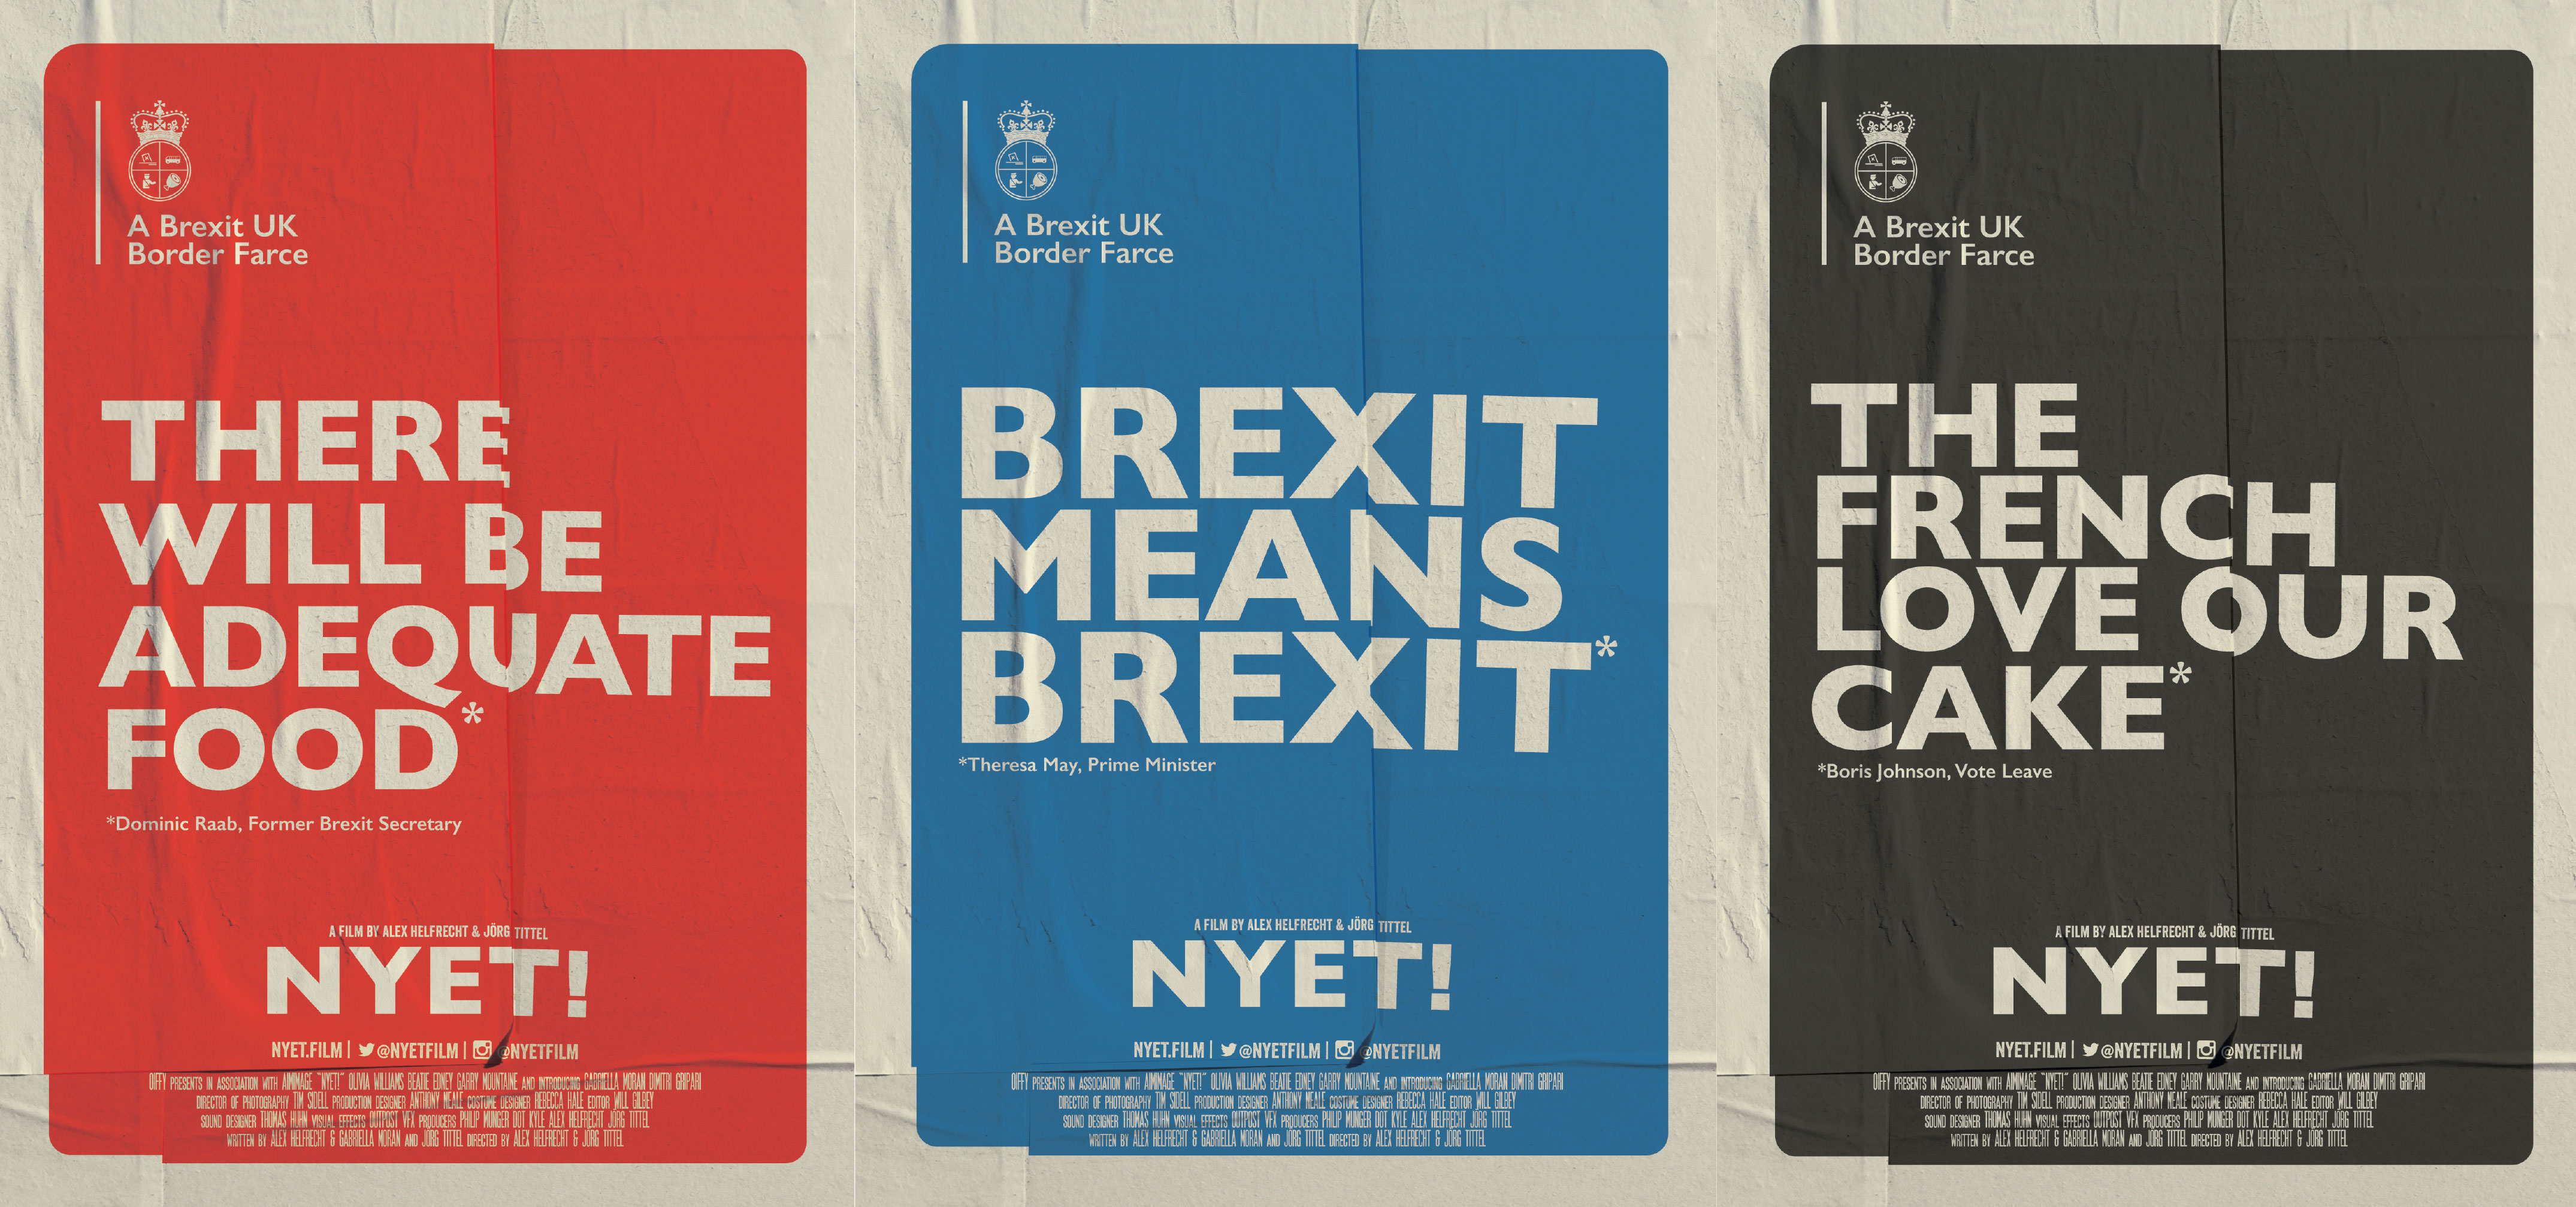 A Brexit UK
Border Farce
THERE
WILL BE
ADEQUATE
FOOD*
*Dominic Raab, Former Brexit Secretary
A FILM BY ALEX HELFRECHT & JÖRG TITTEL
NYET!
NYET.FILM | @NYETFILM | @NYETFILM
DIFFY PRESENTS IN ASSOCIATION WITH AIMIMAGE "NYET!" OLIVIA WILLIAMS BEATIE EDNEY GARRY MOUNTAINE AND INTRODUCING GABRIELLA MORAN DIMITRI GRIPARI
DIRECTOR OF PHOTOGRAPHY TIM SIDELL PRODUCTION DESIGNER ANTHONY NEALE COSTUME DESIGNER REBECCA HALE EDITOR WILL GILBEY
SOUND DESIGNER THOMAS HUHN VISUAL EFFECTS OUTPOST VFX PRODUCERS PHILIP MUNGER DOT KYLE ALEX HELFRECHT JÖRG TITTEL
WRITTEN BY ALEX HELFRECHT & GABRIELLA MORAN AND JÖRG TITTEL DIRECTED BY ALEX HELFRECHT & JÖRG TITTEL
A Brexit UK
Border Farce
BREXIT
MEANS
BREXIT*
*Theresa May, Prime Minister
A FILM BY ALEX HELFRECHT & JÖRG TITTEL
NYET!
NYET.FILM | @NYETFILM | @NYETFILM
DIFFY PRESENTS IN ASSOCIATION WITH AIMIMAGE "NYET!" OLIVIA WILLIAMS BEATIE EDNEY GARRY MOUNTAINE AND INTRODUCING GABRIELLA MORAN DIMITRI GRIPARI
DIRECTOR OF PHOTOGRAPHY TIM SIDELL PRODUCTION DESIGNER ANTHONY NEALE COSTUME DESIGNER REBECCA HALE EDITOR WILL GILBEY
SOUND DESIGNER THOMAS HUHN VISUAL EFFECTS OUTPOST VFX PRODUCERS PHILIP MUNGER DOT KYLE ALEX HELFRECHT JÖRG TITTEL
WRITTEN BY ALEX HELFRECHT & GABRIELLA MORAN AND JÖRG TITTEL DIRECTED BY ALEX HELFRECHT & JÖRG TITTEL
A Brexit UK
Border Farce
THE
FRENCH
LOVE OUR
CAKE*
*Boris Johnson, Vote Leave
A FILM BY ALEX HELFRECHT & JÖRG TITTEL
NYET!
NYET.FILM | @NYETFILM | @NYETFILM
DIFFY PRESENTS IN ASSOCIATION WITH AIMIMAGE "NYET!" OLIVIA WILLIAMS BEATIE EDNEY GARRY MOUNTAINE AND INTRODUCING GABRIELLA MORAN DIMITRI GRIPARI
DIRECTOR OF PHOTOGRAPHY TIM SIDELL PRODUCTION DESIGNER ANTHONY NEALE COSTUME DESIGNER REBECCA HALE EDITOR WILL GILBEY
SOUND DESIGNER THOMAS HUHN VISUAL EFFECTS OUTPOST VFX PRODUCERS PHILIP MUNGER DOT KYLE ALEX HELFRECHT JÖRG TITTEL
WRITTEN BY ALEX HELFRECHT & GABRIELLA MORAN AND JÖRG TITTEL DIRECTED BY ALEX HELFRECHT & JÖRG TITTEL